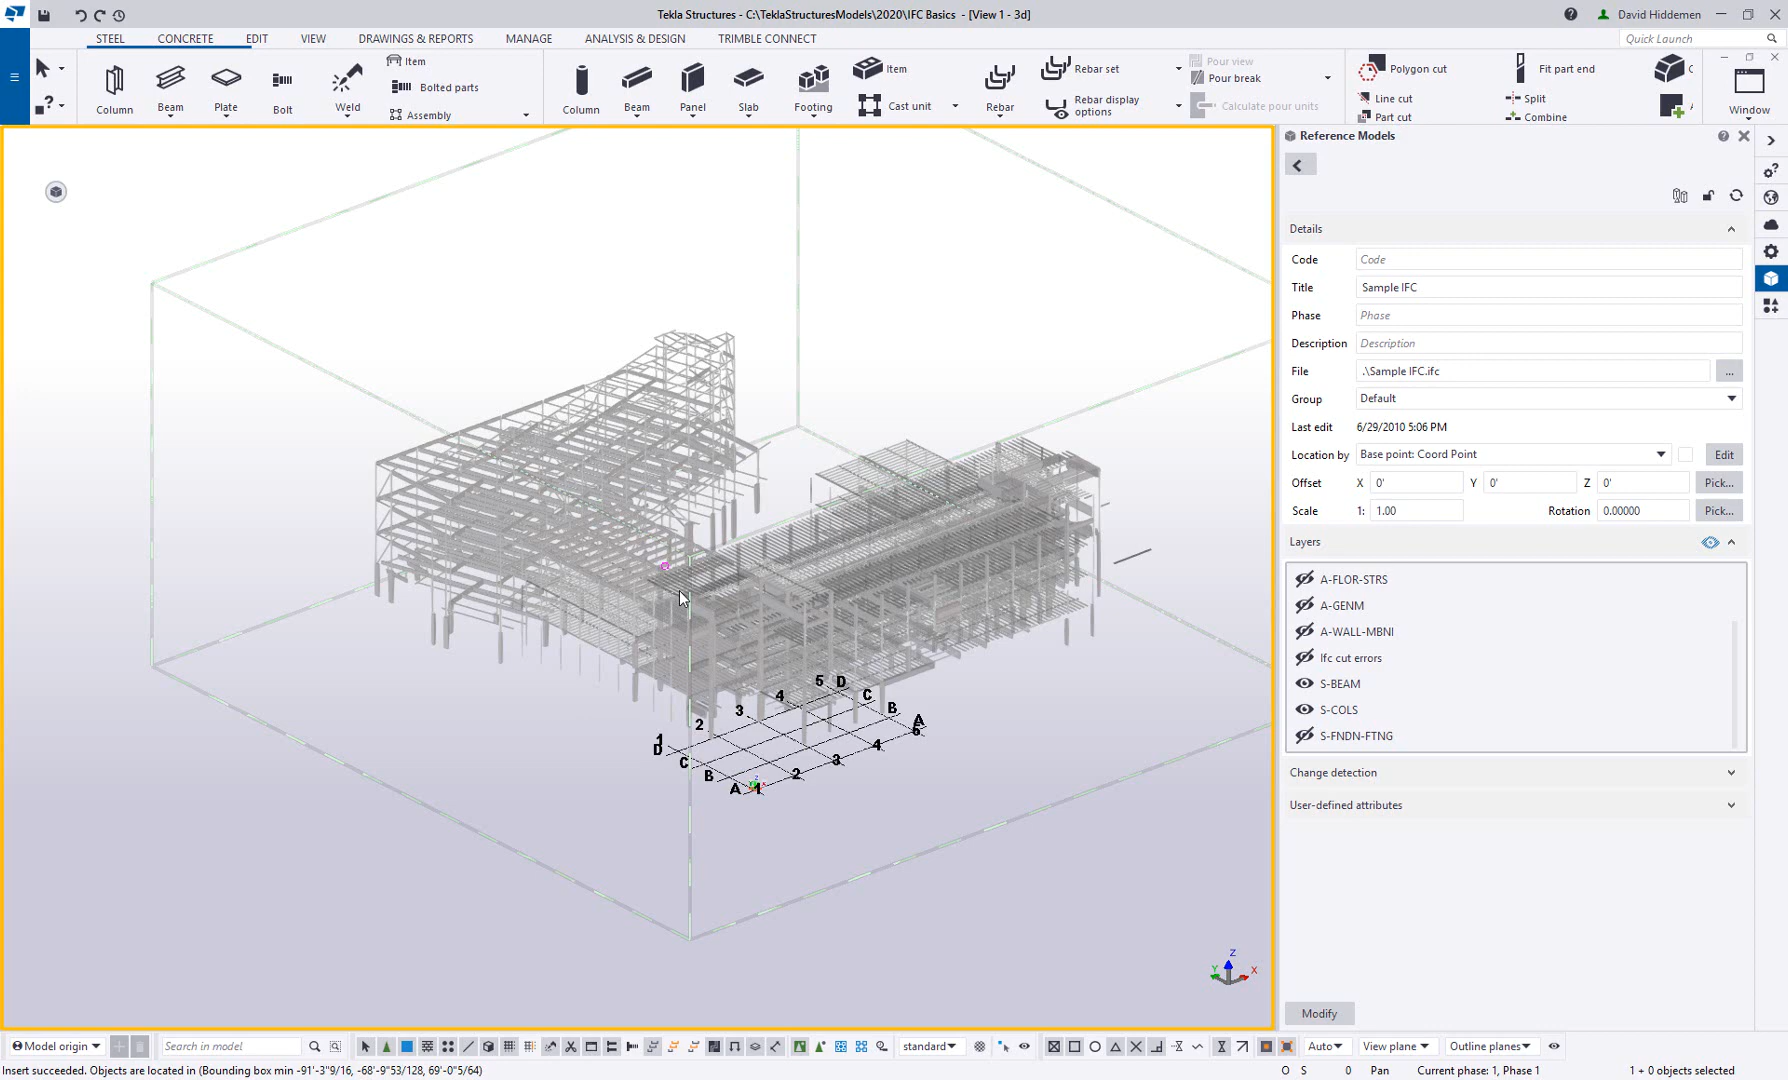 Tekla Structures - C:\TeklaStructuresModels\2020\IFC Basics - [View 1 - 3d]
David Hiddemen
STEEL CONCRETE EDIT VIEW DRAWINGS & REPORTS MANAGE ANALYSIS & DESIGN TRIMBLE CONNECT
Quick Launch
Item
Bolted parts
Assembly
Column Beam Plate Bolt Weld
Item
Cast unit
Column Beam Panel Slab Footing
Rebar
Rebar set
Rebar display
options
Pour view
Pour break
Calculate pour units
Polygon cut
Line cut
Part cut
Fit part end
Split
Combine
Window
Reference Models
Details
Code Code
Title Sample IFC
Phase Phase
Description Description
File .\Sample IFC.ifc ...
Group Default
Last edit 6/29/2010 5:06 PM
Location by Base point: Coord Point Edit
Offset X 0' Y 0' Z 0' Pick...
Scale 1: 1.00 Rotation 0.00000 Pick...
Layers
A-FLOR-STRS
A-GENM
A-WALL-MBNI
Ifc cut errors
S-BEAM
S-COLS
S-FNDN-FTNG
Change detection
User-defined attributes
Modify
5 D
4 C
3 B
2 A
6
1
D
C
B
A 1
2
3
4
Z
Y X
Model origin
Search in model
standard
Auto
View plane
Outline planes
Insert succeeded. Objects are located in (Bounding box min -91'-3"9/16, -68'-9"53/128, 69'-0"5/64)
O S 0 Pan Current phase: 1, Phase 1 1 + 0 objects selected